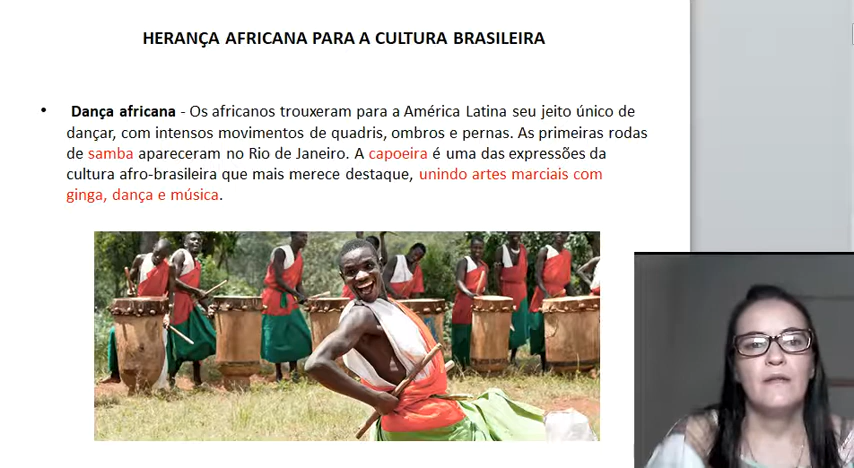 HERANÇA AFRICANA PARA A CULTURA BRASILEIRA
• Dança africana - Os africanos trouxeram para a América Latina seu jeito único de
dançar, com intensos movimentos de quadris, ombros e pernas. As primeiras rodas
de samba apareceram no Rio de Janeiro. A capoeira é uma das expressões da
cultura afro-brasileira que mais merece destaque, unindo artes marciais com
ginga, dança e música.